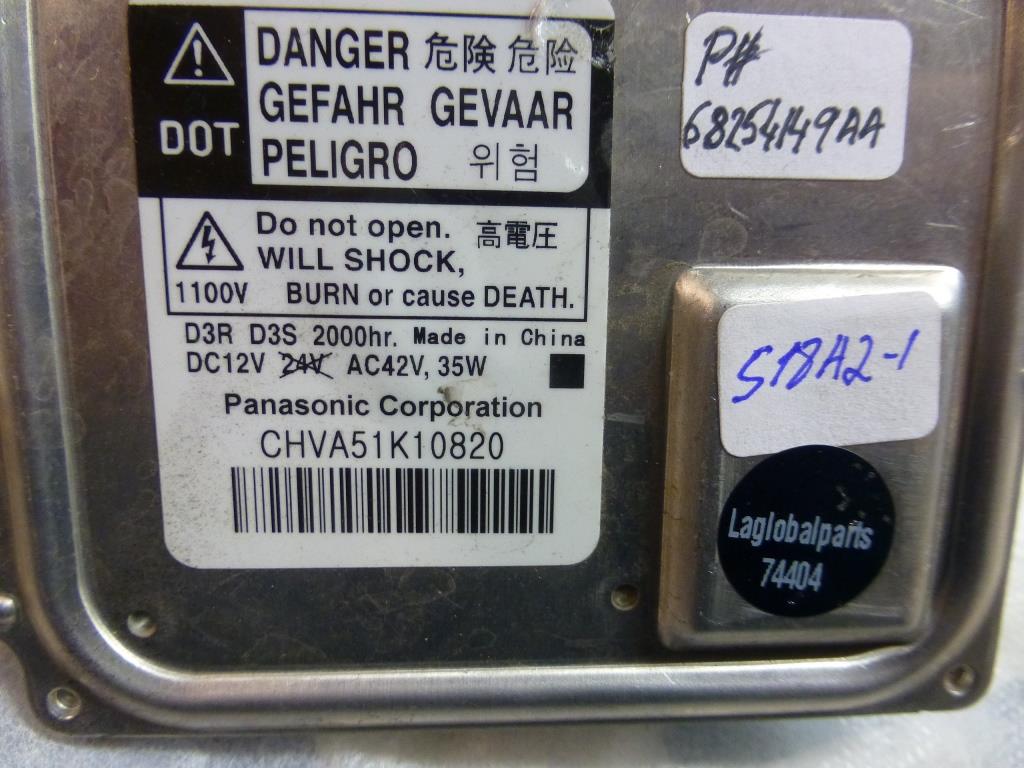 DANGER 危険 危险
GEFAHR GEVAAR
DOT
PELIGRO 위험
Do not open. 高電圧
WILL SHOCK,
1100V BURN or cause DEATH.
D3R D3S 2000hr. Made in China
DC12V 24V AC42V, 35W
Panasonic Corporation
CHVA51K10820
P#
68254149AA
S18A2-1
Laglobalparts
74404